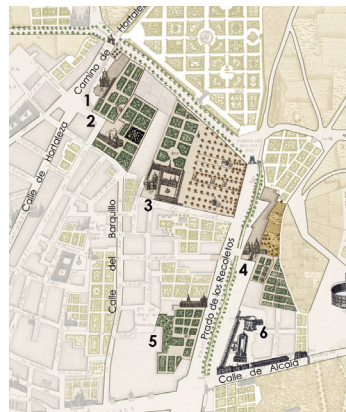 Camino de Hortaleza
1
2
Calle de Hortaleza
3
Calle del Barquillo
Prado de los Recoletos
4
5
6
Calle de Alcalá